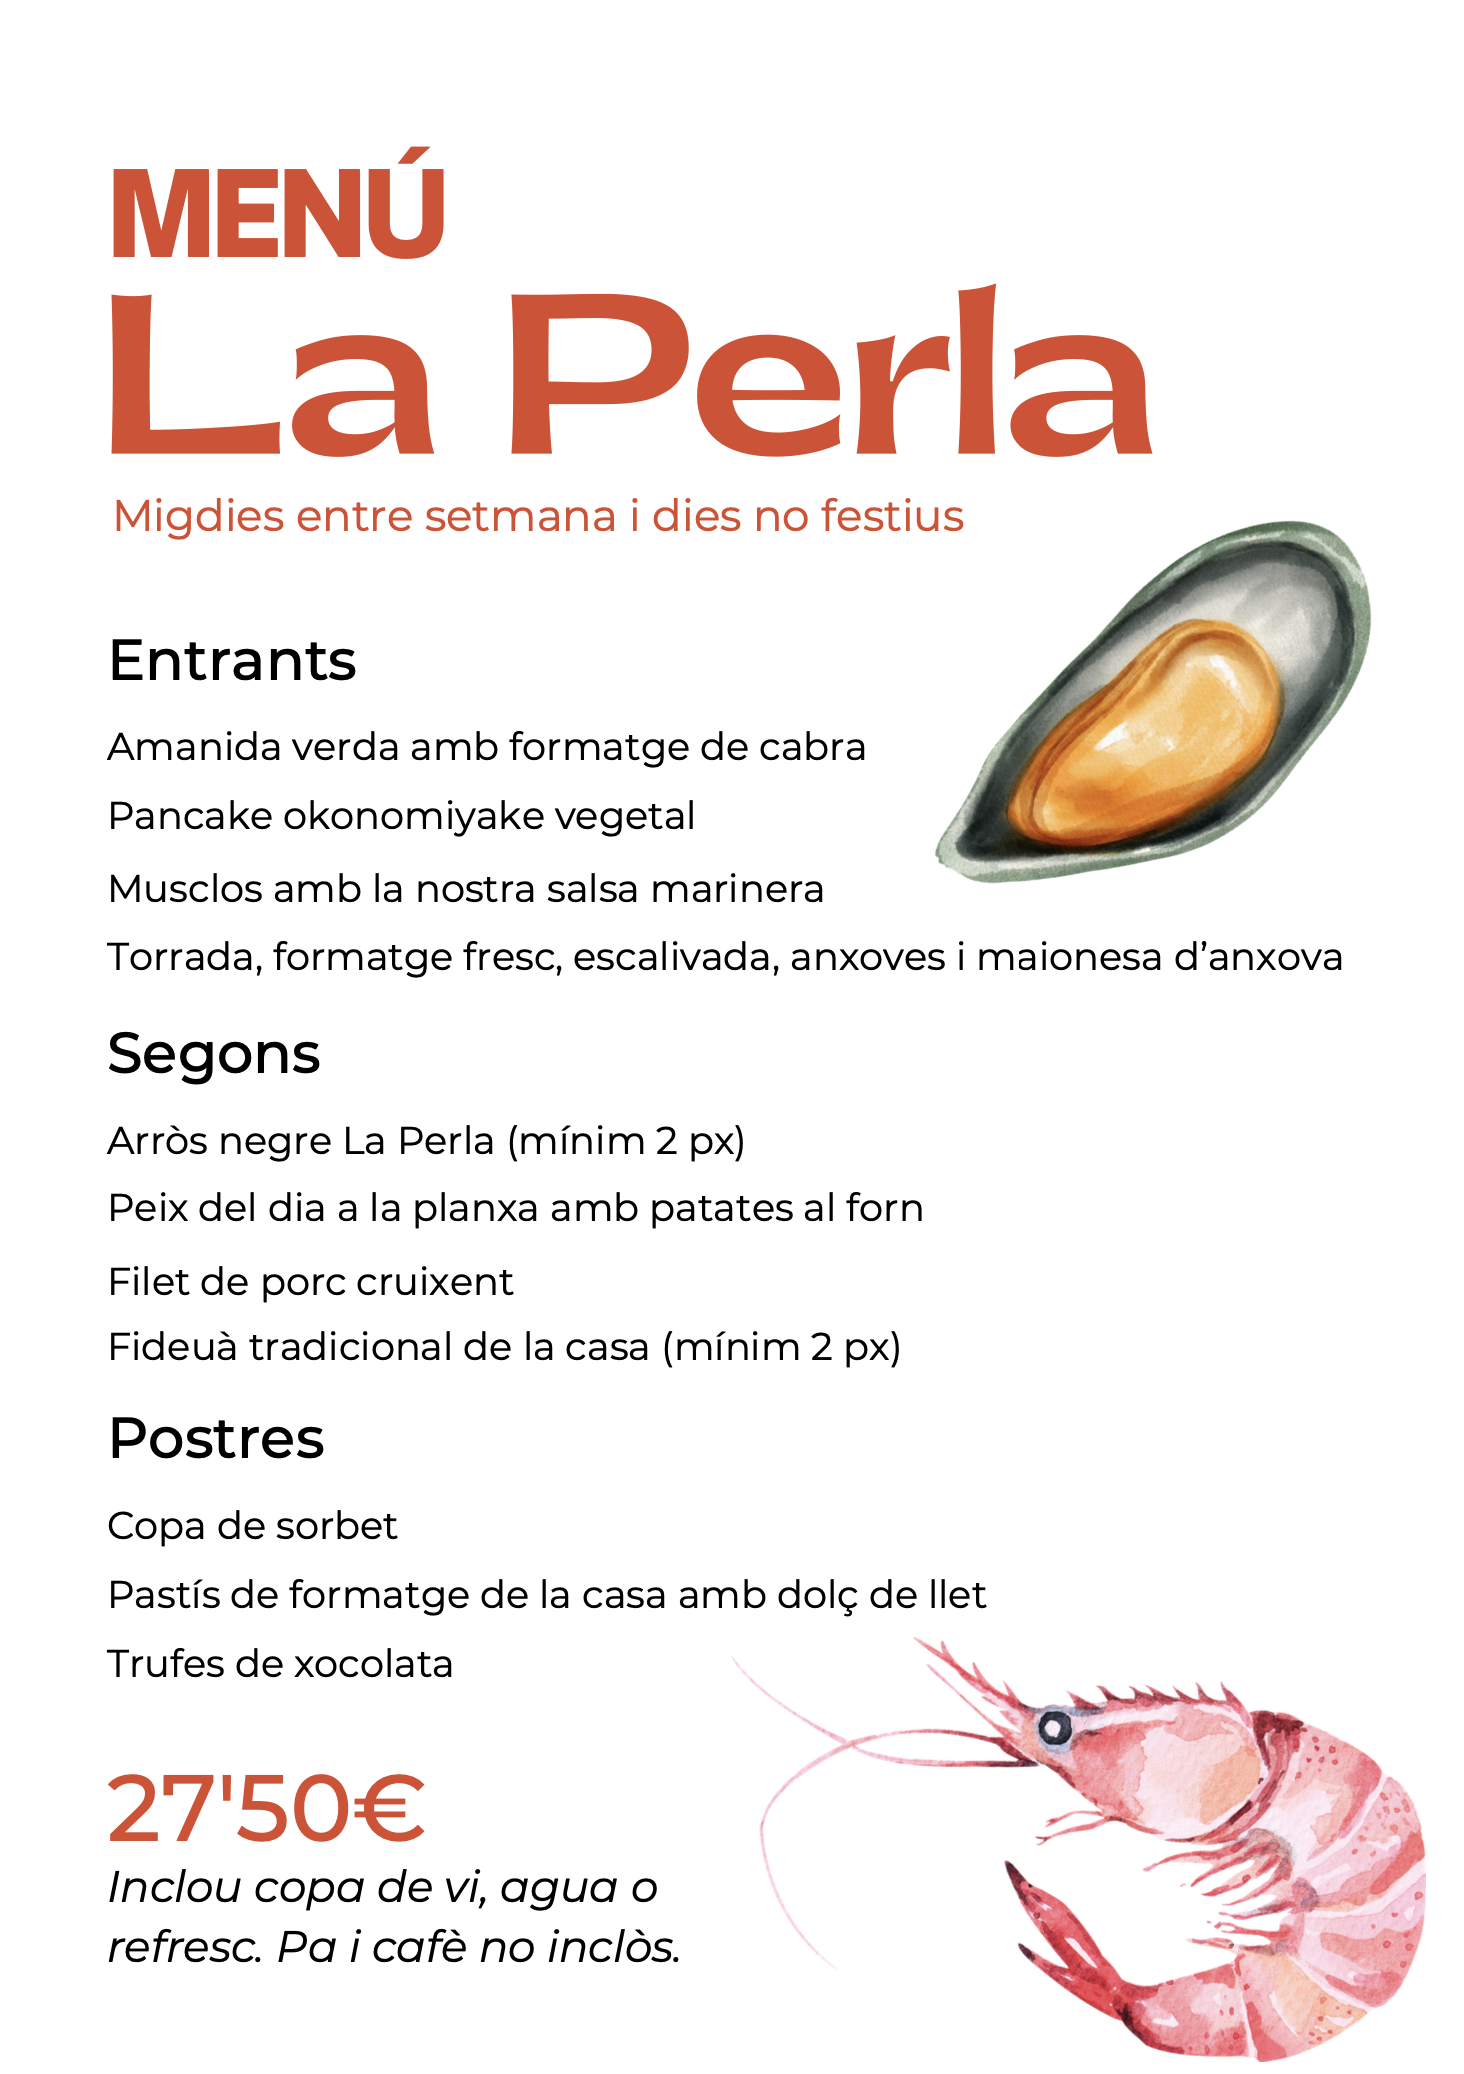 MENÚ
La Perla
Migdies entre setmana i dies no festius
Entrants
Amanida verda amb formatge de cabra
Pancake okonomiyake vegetal
Musclos amb la nostra salsa marinera
Torrada, formatge fresc, escalivada, anxoves i maionesa d’anxova
Segons
Arròs negre La Perla (mínim 2 px)
Peix del dia a la planxa amb patates al forn
Filet de porc cruixent
Fideuà tradicional de la casa (mínim 2 px)
Postres
Copa de sorbet
Pastís de formatge de la casa amb dolç de llet
Trufes de xocolata
27'50€
Inclou copa de vi, agua o
refresc. Pa i cafè no inclòs.